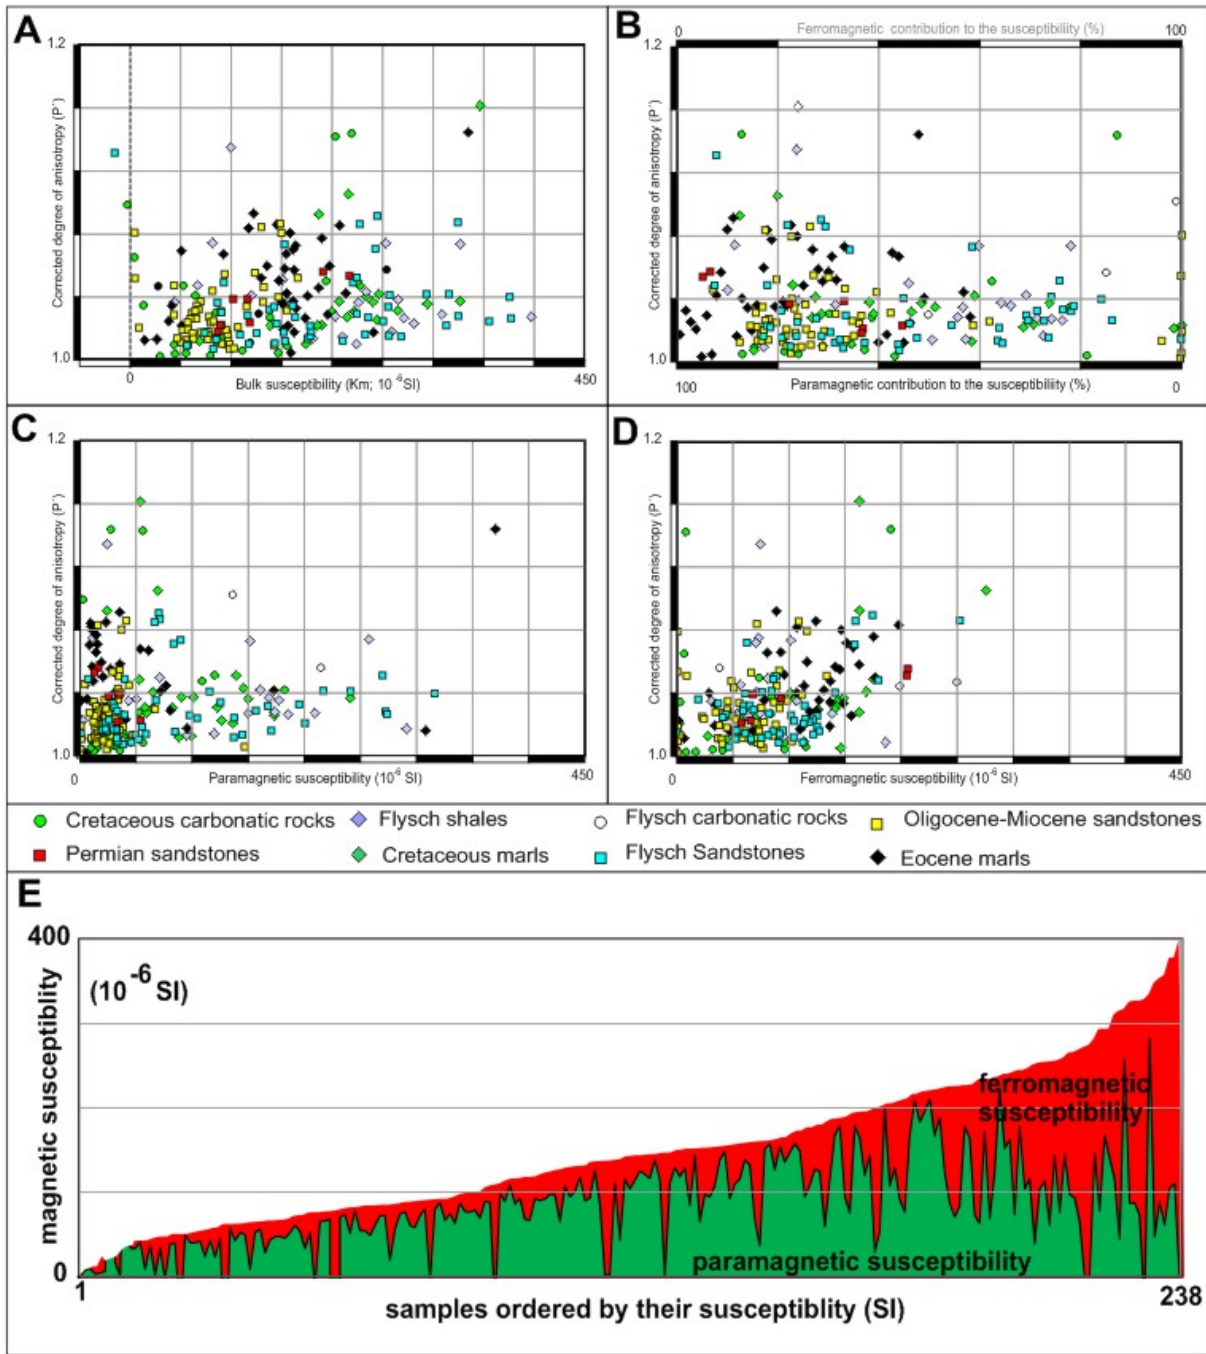 A
1.2
Corrected degree of anisotropy (P´)
1.0
0
Bulk susceptibility (Km; 10⁻⁶SI)
450
B
0
Ferromagnetic contribution to the susceptibiliity (%)
100
1.2
Corrected degree of anisotropy (P´)
1.0
100
Paramagnetic contribution to the susceptibiliity (%)
0
C
1.2
Corrected degree of anisotropy (P´)
1.0
0
Paramagnetic susceptibility (10⁻⁶ SI)
450
D
1.2
Corrected degree of anisotropy (P´)
1.0
0
Ferromagnetic susceptibility (10⁻⁶ SI)
450
Cretaceous carbonatic rocks
Flysch shales
Flysch carbonatic rocks
Oligocene-Miocene sandstones
Permian sandstones
Cretaceous marls
Flysch Sandstones
Eocene marls
E
400
(10⁻⁶ SI)
magnetic susceptiblity
ferromagnetic
susceptibility
paramagnetic susceptibility
0
1
samples ordered by their susceptiblity (SI)
238